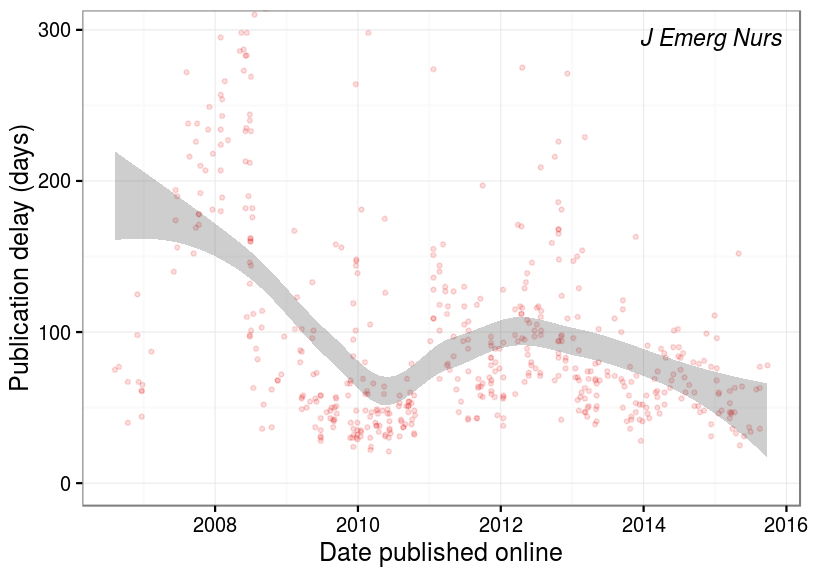 J Emerg Nurs
300
200
100
0
Publication delay (days)
2008 2010 2012 2014 2016
Date published online